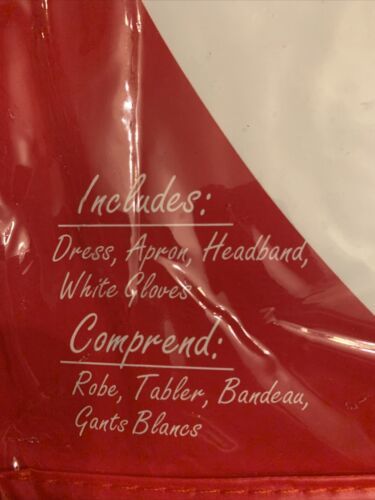 Includes:
Dress, Apron, Headband,
White Gloves
Comprend:
Robe, Tabler, Bandeau,
Gants Blancs